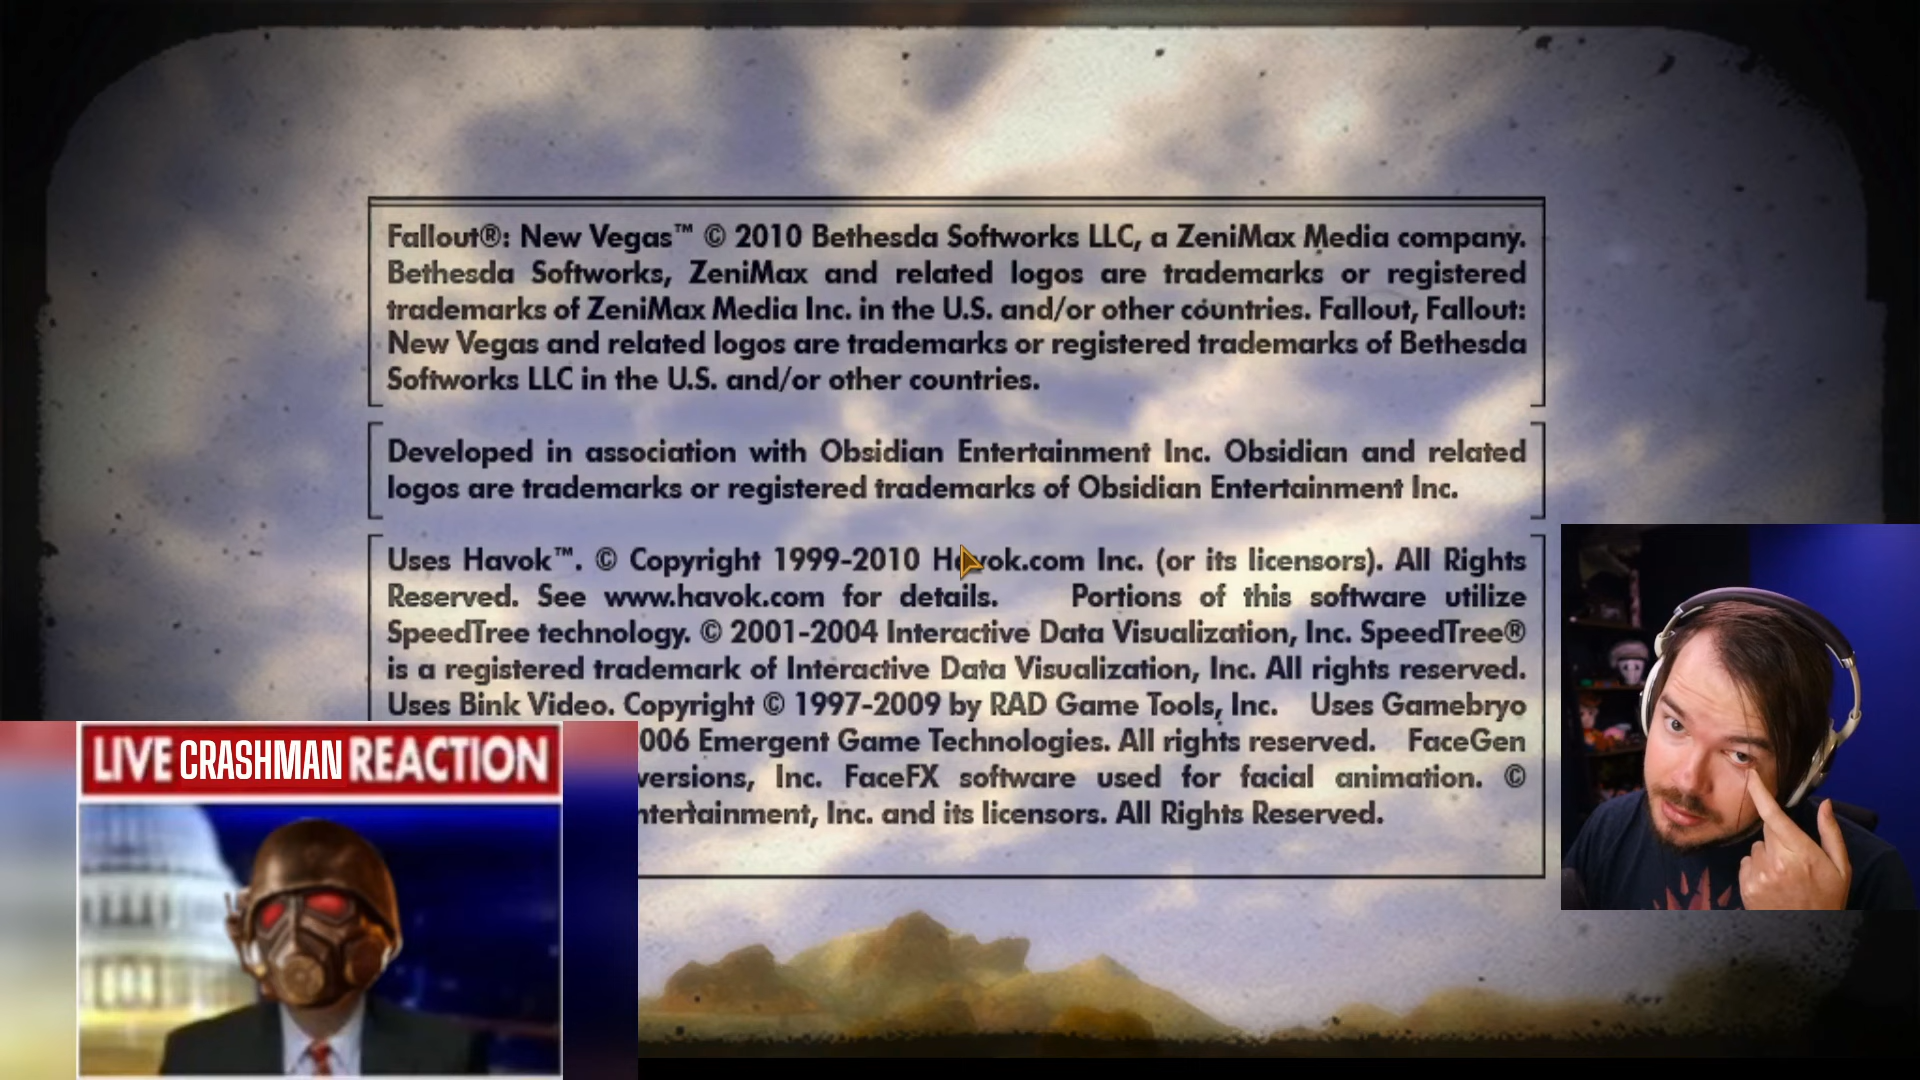 Fallout®: New Vegas™ © 2010 Bethesda Softworks LLC, a ZeniMax Media company.
Bethesda Softworks, ZeniMax and related logos are trademarks or registered
trademarks of ZeniMax Media Inc. in the U.S. and/or other countries. Fallout, Fallout:
New Vegas and related logos are trademarks or registered trademarks of Bethesda
Softworks LLC in the U.S. and/or other countries.
Developed in association with Obsidian Entertainment Inc. Obsidian and related
logos are trademarks or registered trademarks of Obsidian Entertainment Inc.
Uses Havok™. © Copyright 1999-2010 Havok.com Inc. (or its licensors). All Rights
Reserved. See www.havok.com for details. Portions of this software utilize
SpeedTree technology. © 2001-2004 Interactive Data Visualization, Inc. SpeedTree®
is a registered trademark of Interactive Data Visualization, Inc. All rights reserved.
Uses Bink Video. Copyright © 1997-2009 by RAD Game Tools, Inc. Uses Gamebryo
006 Emergent Game Technologies. All rights reserved. FaceGen
versions, Inc. FaceFX software used for facial animation. ©
ntertainment, Inc. and its licensors. All Rights Reserved.
LIVE CRASHMAN REACTION